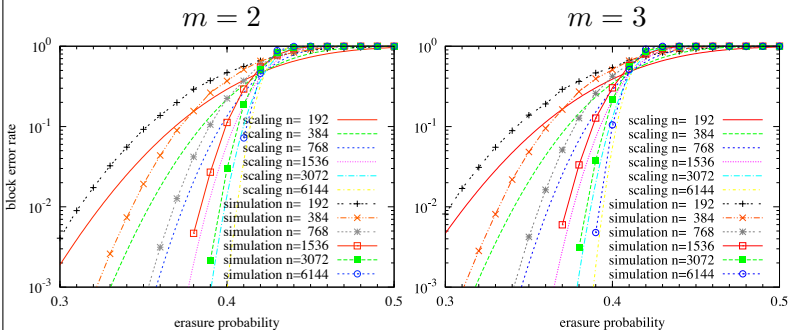 m = 2
m = 3
10^0
10^-1
10^-2
10^-3
block error rate
scaling n= 192
scaling n= 384
scaling n= 768
scaling n=1536
scaling n=3072
scaling n=6144
simulation n= 192
simulation n= 384
simulation n= 768
simulation n=1536
simulation n=3072
simulation n=6144
0.3 0.4 0.5
erasure probability
10^0
10^-1
10^-2
10^-3
scaling n= 192
scaling n= 384
scaling n= 768
scaling n=1536
scaling n=3072
scaling n=6144
simulation n= 192
simulation n= 384
simulation n= 768
simulation n=1536
simulation n=3072
simulation n=6144
0.3 0.4 0.5
erasure probability